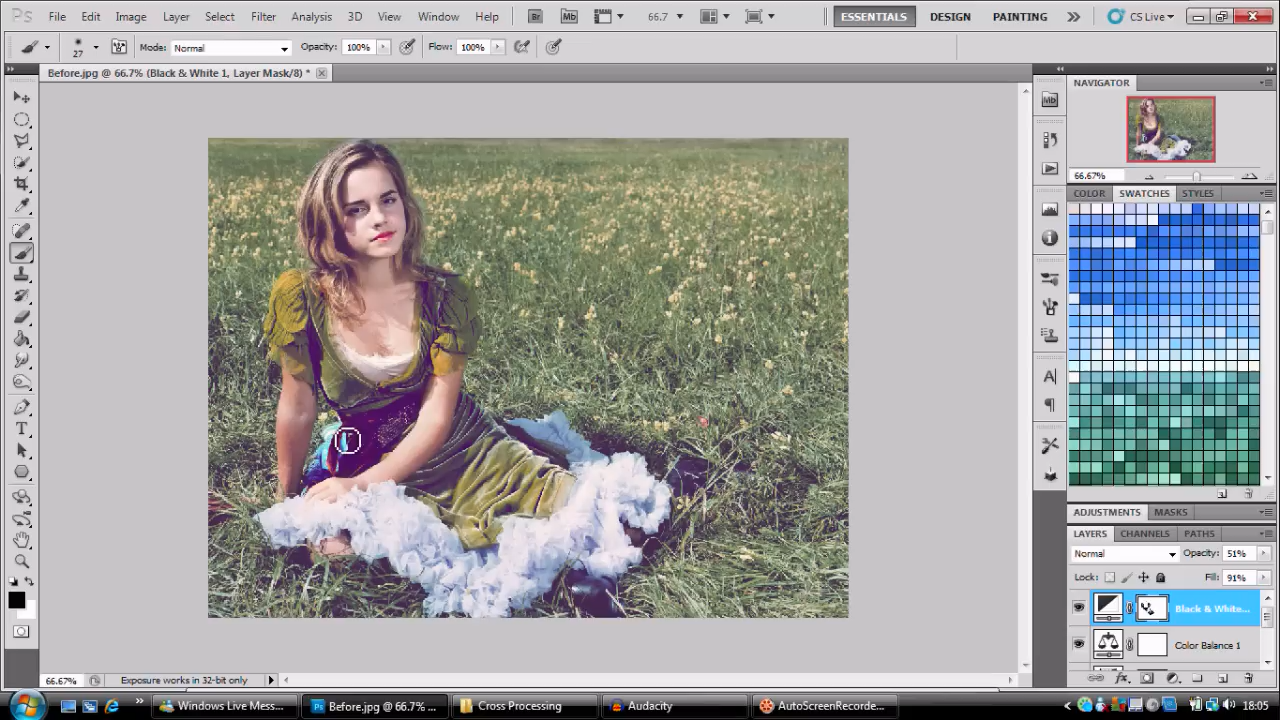 Ps File Edit Image Layer Select Filter Analysis 3D View Window Help Br Mb 66.7 ESSENTIALS DESIGN PAINTING CS Live
27 Mode: Normal Opacity: 100% Flow: 100%
Before.jpg @ 66.7% (Black & White 1, Layer Mask/8) *
NAVIGATOR
Mb
66.67%
COLOR SWATCHES STYLES
A
T
ADJUSTMENTS MASKS
LAYERS CHANNELS PATHS
Normal Opacity: 51%
Lock: Fill: 91%
Black & White...
Color Balance 1
66.67% Exposure works in 32-bit only
Windows Live Mess... Before.jpg @ 66.7% ... Cross Processing Audacity AutoScreenRecorde... 18:05